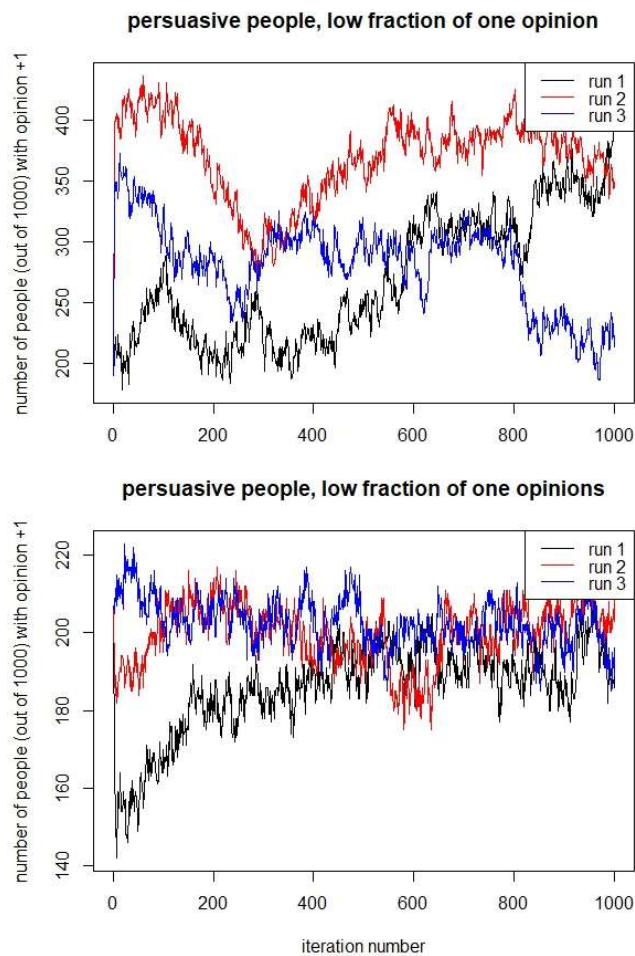 persuasive people, low fraction of one opinion
number of people (out of 1000) with opinion +1
400
350
300
250
200
run 1
run 2
run 3
0 200 400 600 800 1000
persuasive people, low fraction of one opinions
number of people (out of 1000) with opinion +1
220
200
180
160
140
run 1
run 2
run 3
0 200 400 600 800 1000
iteration number